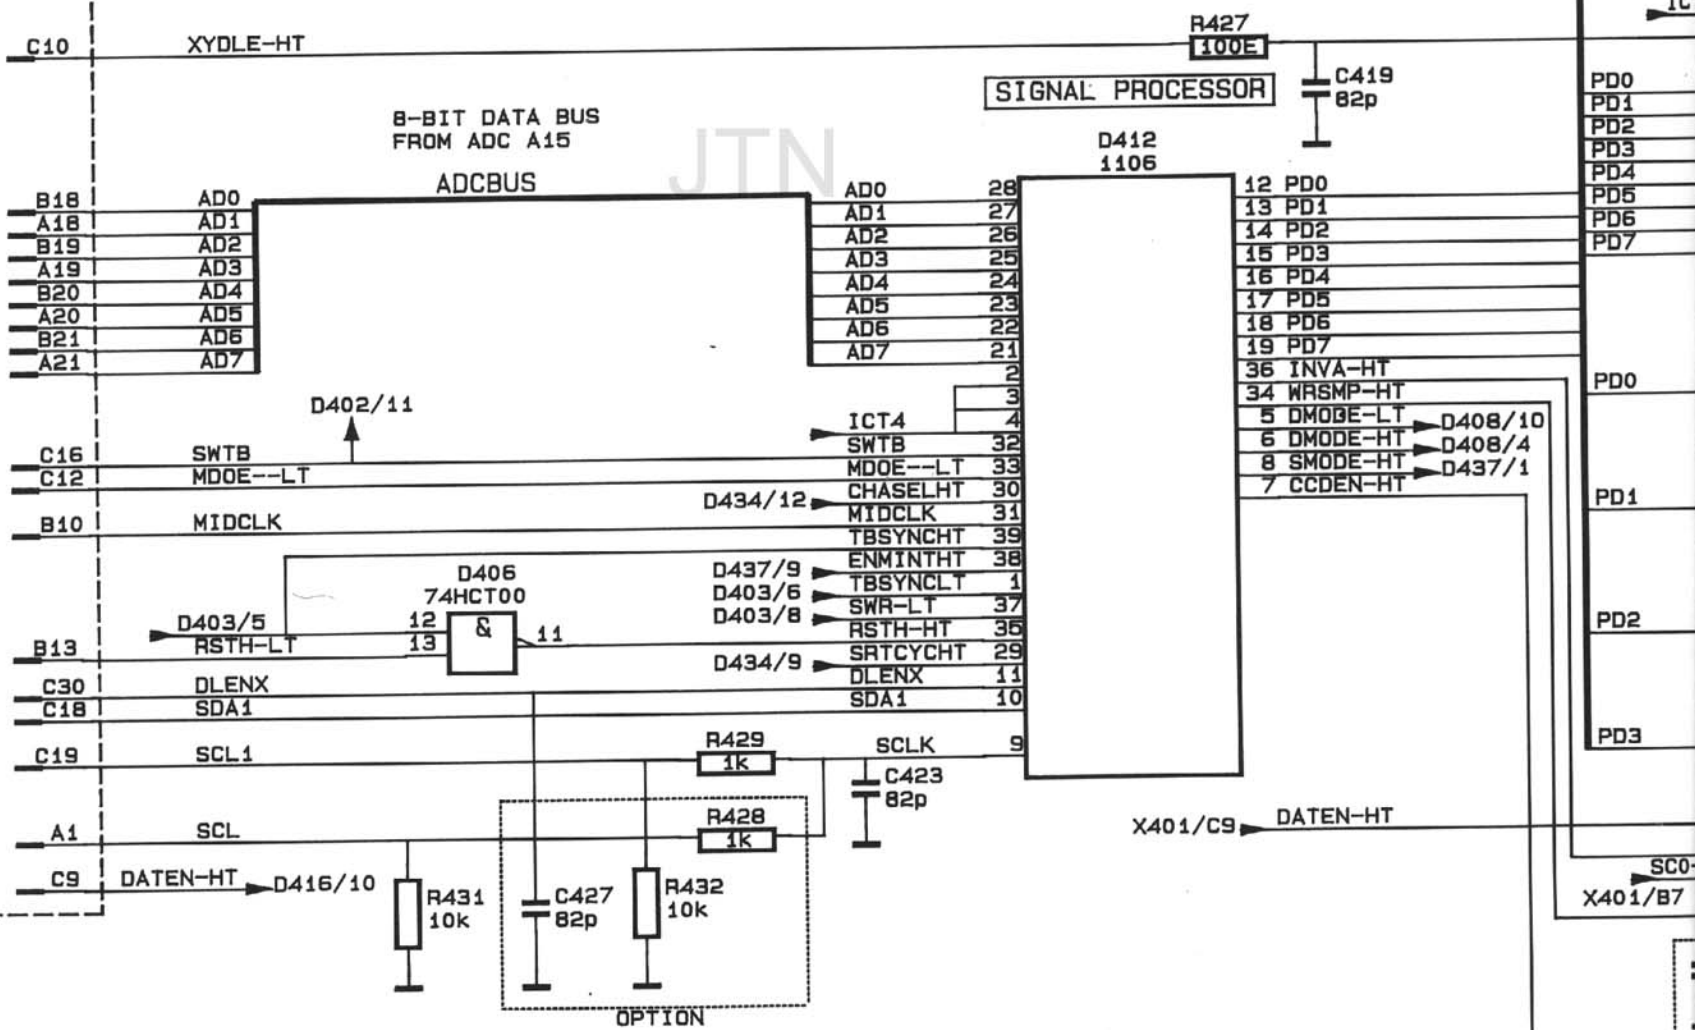 C10 XYDLE-HT
R427
100E
IC
C419
82p
SIGNAL PROCESSOR
8-BIT DATA BUS
FROM ADC A15
JTN
D412
1106
ADCBUS
B18 AD0
A18 AD1
B19 AD2
A19 AD3
B20 AD4
A20 AD5
B21 AD6
A21 AD7
AD0 28
AD1 27
AD2 26
AD3 25
AD4 24
AD5 23
AD6 22
AD7 21
2
3
ICT4 4
SWTB 32
MDOE--LT 33
D434/12 CHASELHT 30
MIDCLK 31
TBSYNCHT 39
D437/9 ENMINTHT 38
D403/6 TBSYNCLT 1
D403/8 SWR-LT 37
RSTH-HT 35
D434/9 SRTCYCHT 29
DLENX 11
SDA1 10
SCLK 9
12 PD0
13 PD1
14 PD2
15 PD3
16 PD4
17 PD5
18 PD6
19 PD7
36 INVA-HT
34 WRSMP-HT
5 DMODE-LT D408/10
6 DMODE-HT D408/4
8 SMODE-HT D437/1
7 CCDEN-HT
PD0
PD1
PD2
PD3
PD4
PD5
PD6
PD7
PD0
PD1
PD2
PD3
D402/11
C16 SWTB
C12 MDOE--LT
B10 MIDCLK
D406
74HCT00
D403/5 12
&
11
B13 RSTH-LT 13
C30 DLENX
C18 SDA1
C19 SCL1
R429
1k
C423
82p
A1 SCL
R428
1k
C9 DATEN-HT D416/10
R431
10k
C427
82p
R432
10k
OPTION
X401/C9 DATEN-HT
SC0-
X401/B7